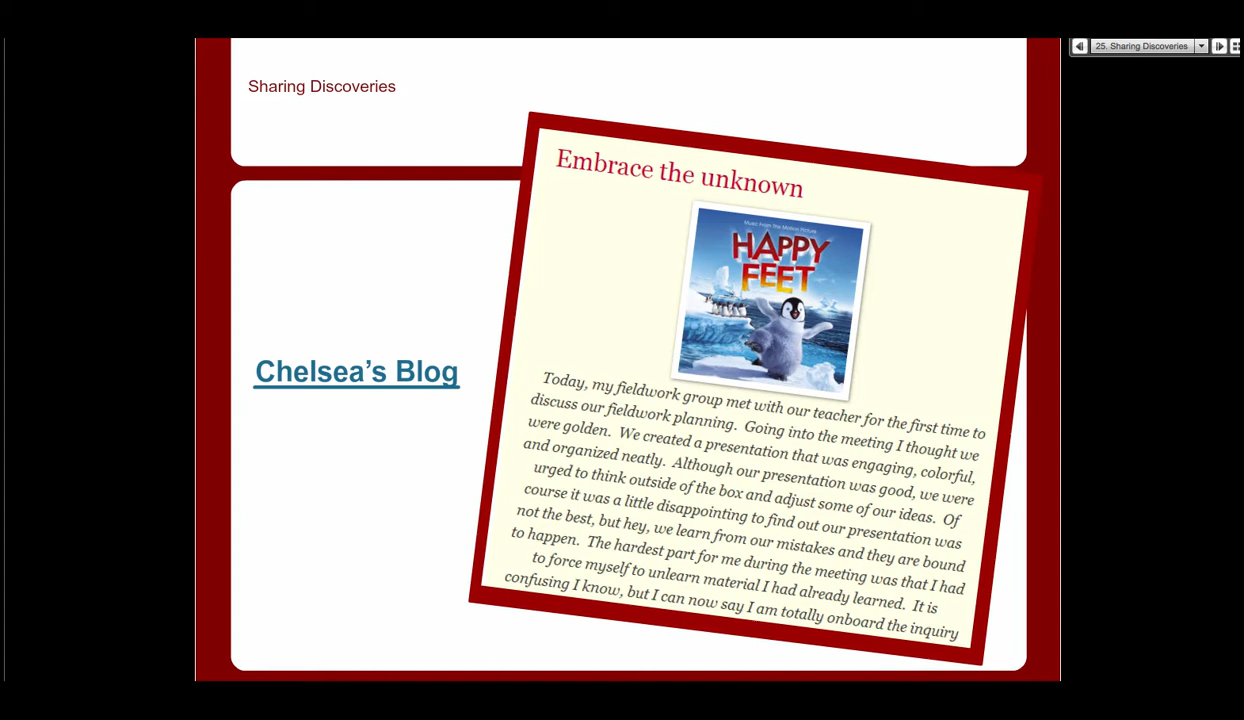 25. Sharing Discoveries
Sharing Discoveries
Embrace the unknown
Music From The Motion Picture
HAPPY
FEET
Chelsea's Blog
Today, my fieldwork group met with our teacher for the first time to
discuss our fieldwork planning. Going into the meeting I thought we
were golden. We created a presentation that was engaging, colorful,
and organized neatly. Although our presentation was good, we were
urged to think outside of the box and adjust some of our ideas. Of
course it was a little disappointing to find out our presentation was
not the best, but hey, we learn from our mistakes and they are bound
to happen. The hardest part for me during the meeting was that I had
to force myself to unlearn material I had already learned. It is
confusing I know, but I can now say I am totally onboard the inquiry